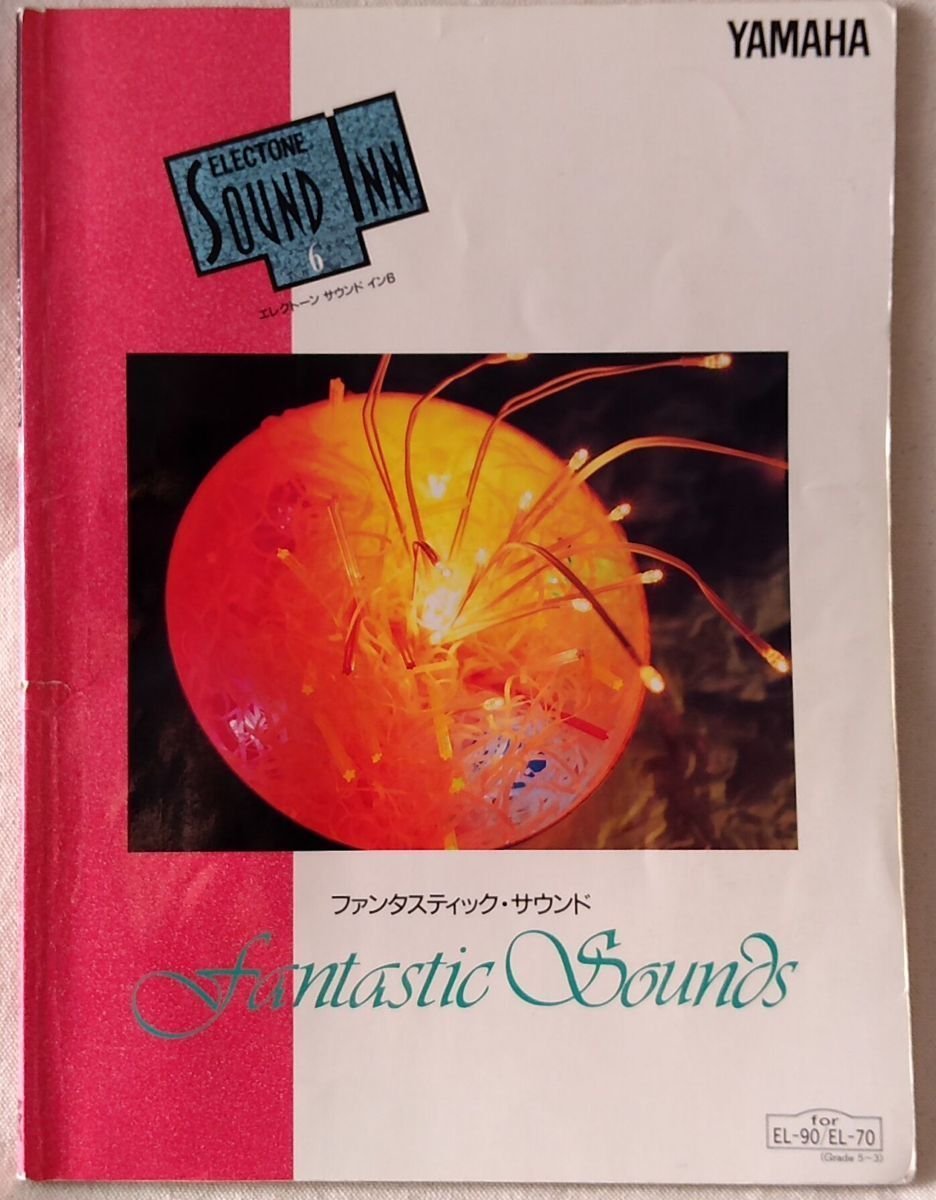 YAMAHA
ELECTONE
SOUND INN
6
エレクトーン サウンド イン6
ファンタスティック・サウンド
Fantastic Sounds
for
EL-90/EL-70
(Grade 5~3)